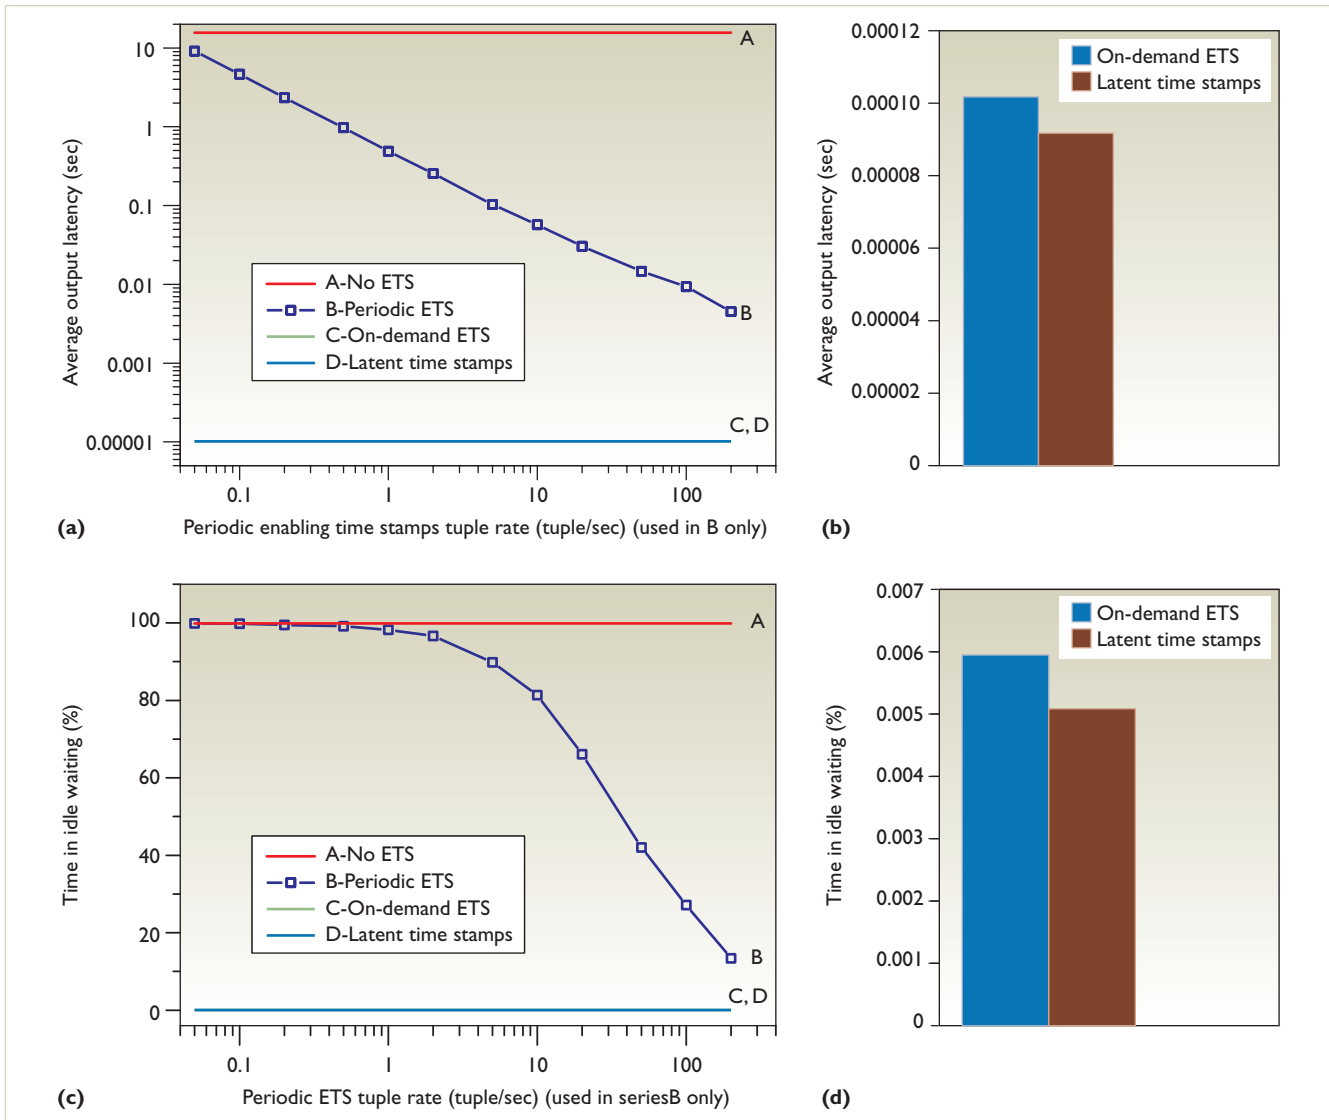 10
1
0.1
0.01
0.001
0.00001
Average output latency (sec)
A
B
C, D
A-No ETS
B-Periodic ETS
C-On-demand ETS
D-Latent time stamps
0.1
1
10
100
(a)
Periodic enabling time stamps tuple rate (tuple/sec) (used in B only)
0.00012
0.00010
0.00008
0.00006
0.00004
0.00002
0
Average output latency (sec)
On-demand ETS
Latent time stamps
(b)
100
80
60
40
20
0
Time in idle waiting (%)
A
B
C, D
A-No ETS
B-Periodic ETS
C-On-demand ETS
D-Latent time stamps
0.1
1
10
100
(c)
Periodic ETS tuple rate (tuple/sec) (used in seriesB only)
0.007
0.006
0.005
0.004
0.003
0.002
0.001
0
Time in idle waiting (%)
On-demand ETS
Latent time stamps
(d)